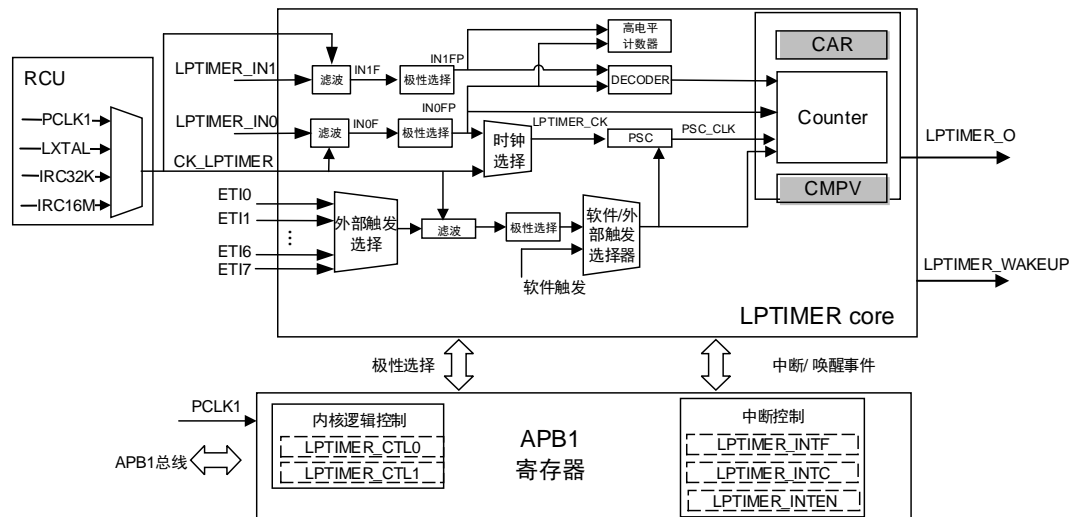 RCU
PCLK1
LXTAL
IRC32K
IRC16M
LPTIMER_IN1
LPTIMER_IN0
CK_LPTIMER
ETI0
ETI1
...
ETI6
ETI7
滤波
IN1F
极性选择
IN1FP
高电平
计数器
DECODER
滤波
IN0F
极性选择
IN0FP
时钟
选择
LPTIMER_CK
PSC
PSC_CLK
外部触发
选择
滤波
极性选择
软件/外
部触发
选择器
软件触发
CAR
Counter
CMPV
LPTIMER_O
LPTIMER_WAKEUP
LPTIMER core
极性选择
中断/ 唤醒事件
PCLK1
APB1总线
内核逻辑控制
LPTIMER_CTL0
LPTIMER_CTL1
APB1
寄存器
中断控制
LPTIMER_INTF
LPTIMER_INTC
LPTIMER_INTEN